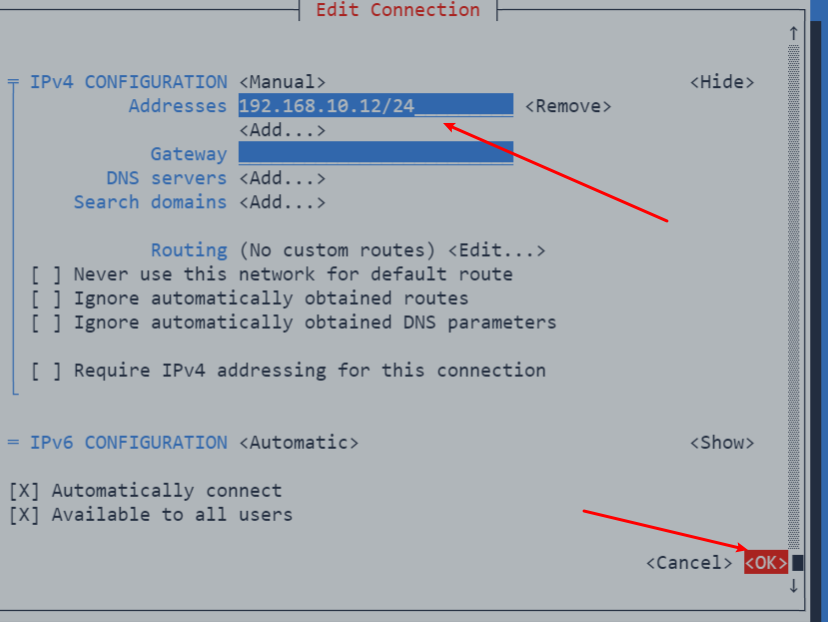 Edit Connection
IPv4 CONFIGURATION <Manual> <Hide>
Addresses 192.168.10.12/24_________ <Remove>
<Add...>
Gateway
DNS servers <Add...>
Search domains <Add...>
Routing (No custom routes) <Edit...>
[ ] Never use this network for default route
[ ] Ignore automatically obtained routes
[ ] Ignore automatically obtained DNS parameters
[ ] Require IPv4 addressing for this connection
= IPv6 CONFIGURATION <Automatic> <Show>
[X] Automatically connect
[X] Available to all users
<Cancel> <OK>